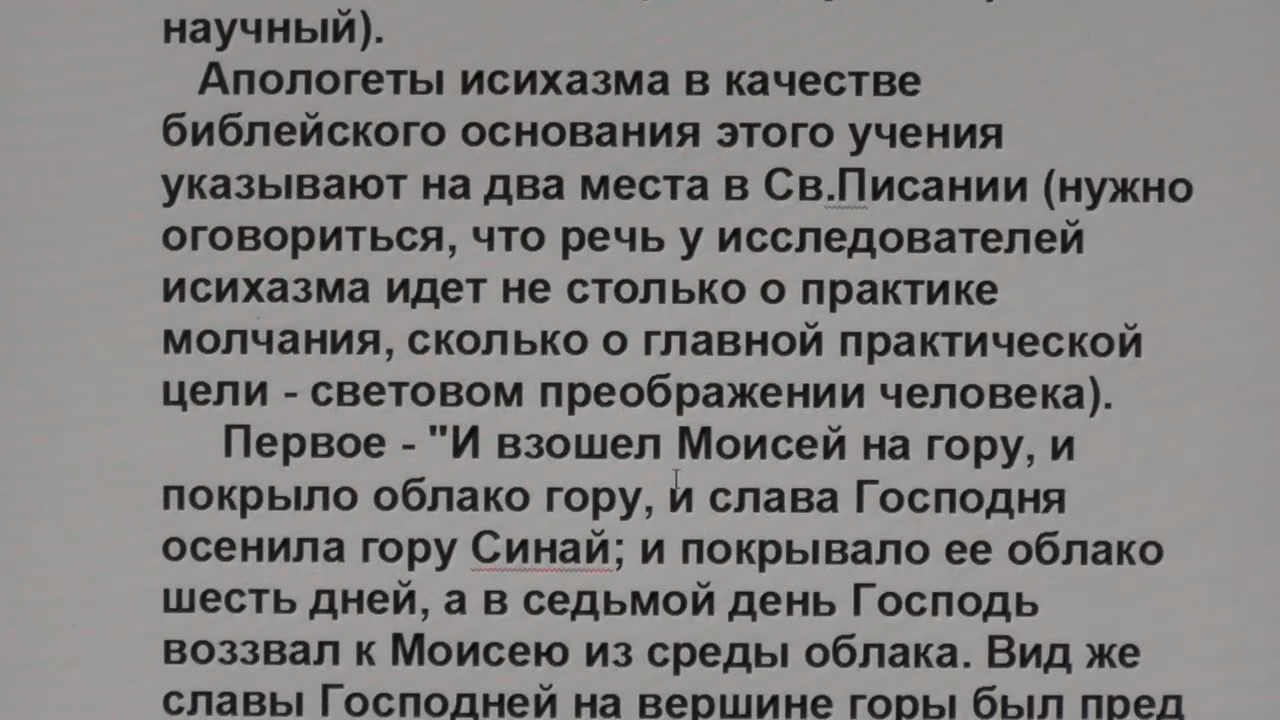 научный).
Апологеты исихазма в качестве
библейского основания этого учения
указывают на два места в Св.Писании (нужно
оговориться, что речь у исследователей
исихазма идет не столько о практике
молчания, сколько о главной практической
цели - световом преображении человека).
Первое - "И взошел Моисей на гору, и
покрыло облако гору, и слава Господня
осенила гору Синай; и покрывало ее облако
шесть дней, а в седьмой день Господь
воззвал к Моисею из среды облака. Вид же
славы Господней на вершине горы был пред